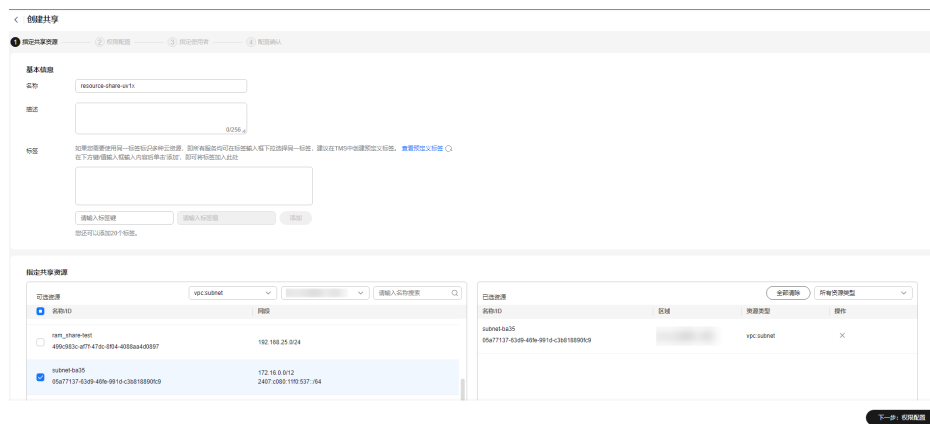 创建共享
1 指定共享资源 2 权限配置 3 指定使用者 4 配置确认
基本信息
名称 resource-share-uv1x
描述
0/256
标签 如果您需要使用同一标签标识多种云资源，即所有服务均可在标签输入框下拉选择同一标签，建议在TMS中创建预定义标签。 查看预定义标签
在下方键/值输入框输入内容后单击'添加'，即可将标签加入此处
请输入标签键 请输入标签值 添加
您还可以添加20个标签。
指定共享资源
可选资源 vpc:subnet 请输入名称搜索
名称/ID 网段
ram_share-test
499c983c-af7f-47dc-8f04-4088aa4d0897
192.168.25.0/24
subnet-ba35
05a77137-63d9-46fe-991d-c3b818890fc9
172.16.0.0/12
2407:c080:11f0:537::/64
已选资源 全部清除 所有资源类型
名称/ID 区域 资源类型 操作
subnet-ba35
05a77137-63d9-46fe-991d-c3b818890fc9
vpc:subnet
下一步：权限配置